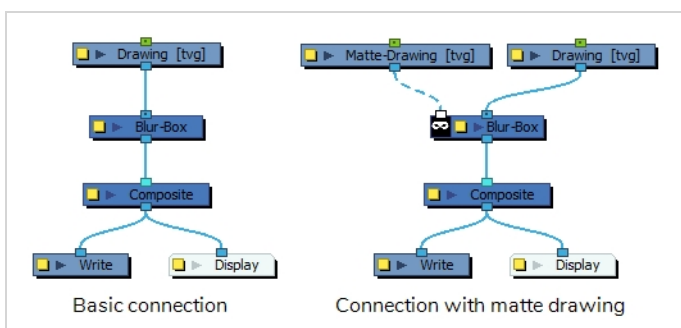 Drawing [tvg]
Blur-Box
Composite
Write
Display
Basic connection
Matte-Drawing [tvg]
Drawing [tvg]
Blur-Box
Composite
Write
Display
Connection with matte drawing